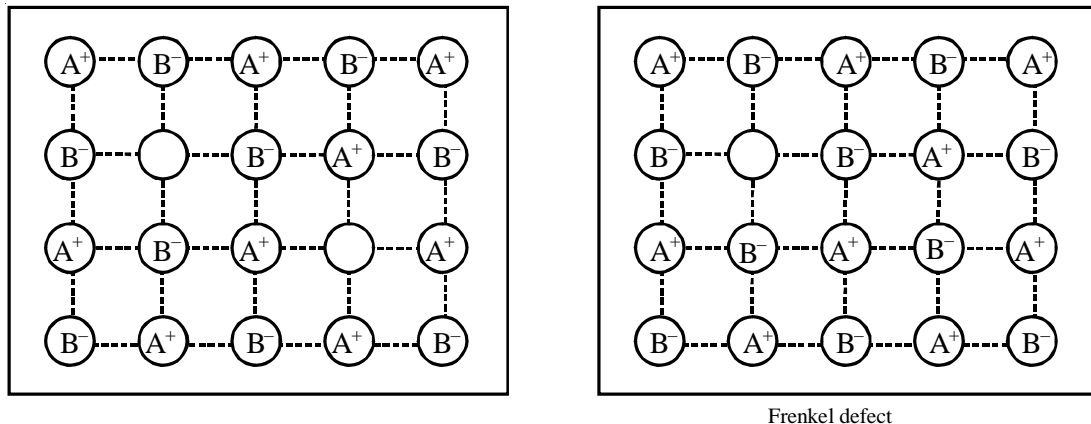 A⁺ B⁻ A⁺ B⁻ A⁺
B⁻ B⁻ A⁺ B⁻
A⁺ B⁻ A⁺ A⁺
B⁻ A⁺ B⁻ A⁺ B⁻
A⁺ B⁻ A⁺ B⁻ A⁺
B⁻ B⁻ A⁺ B⁻
A⁺ B⁻ A⁺ B⁻ A⁺
B⁻ A⁺ B⁻ A⁺ B⁻
Frenkel defect